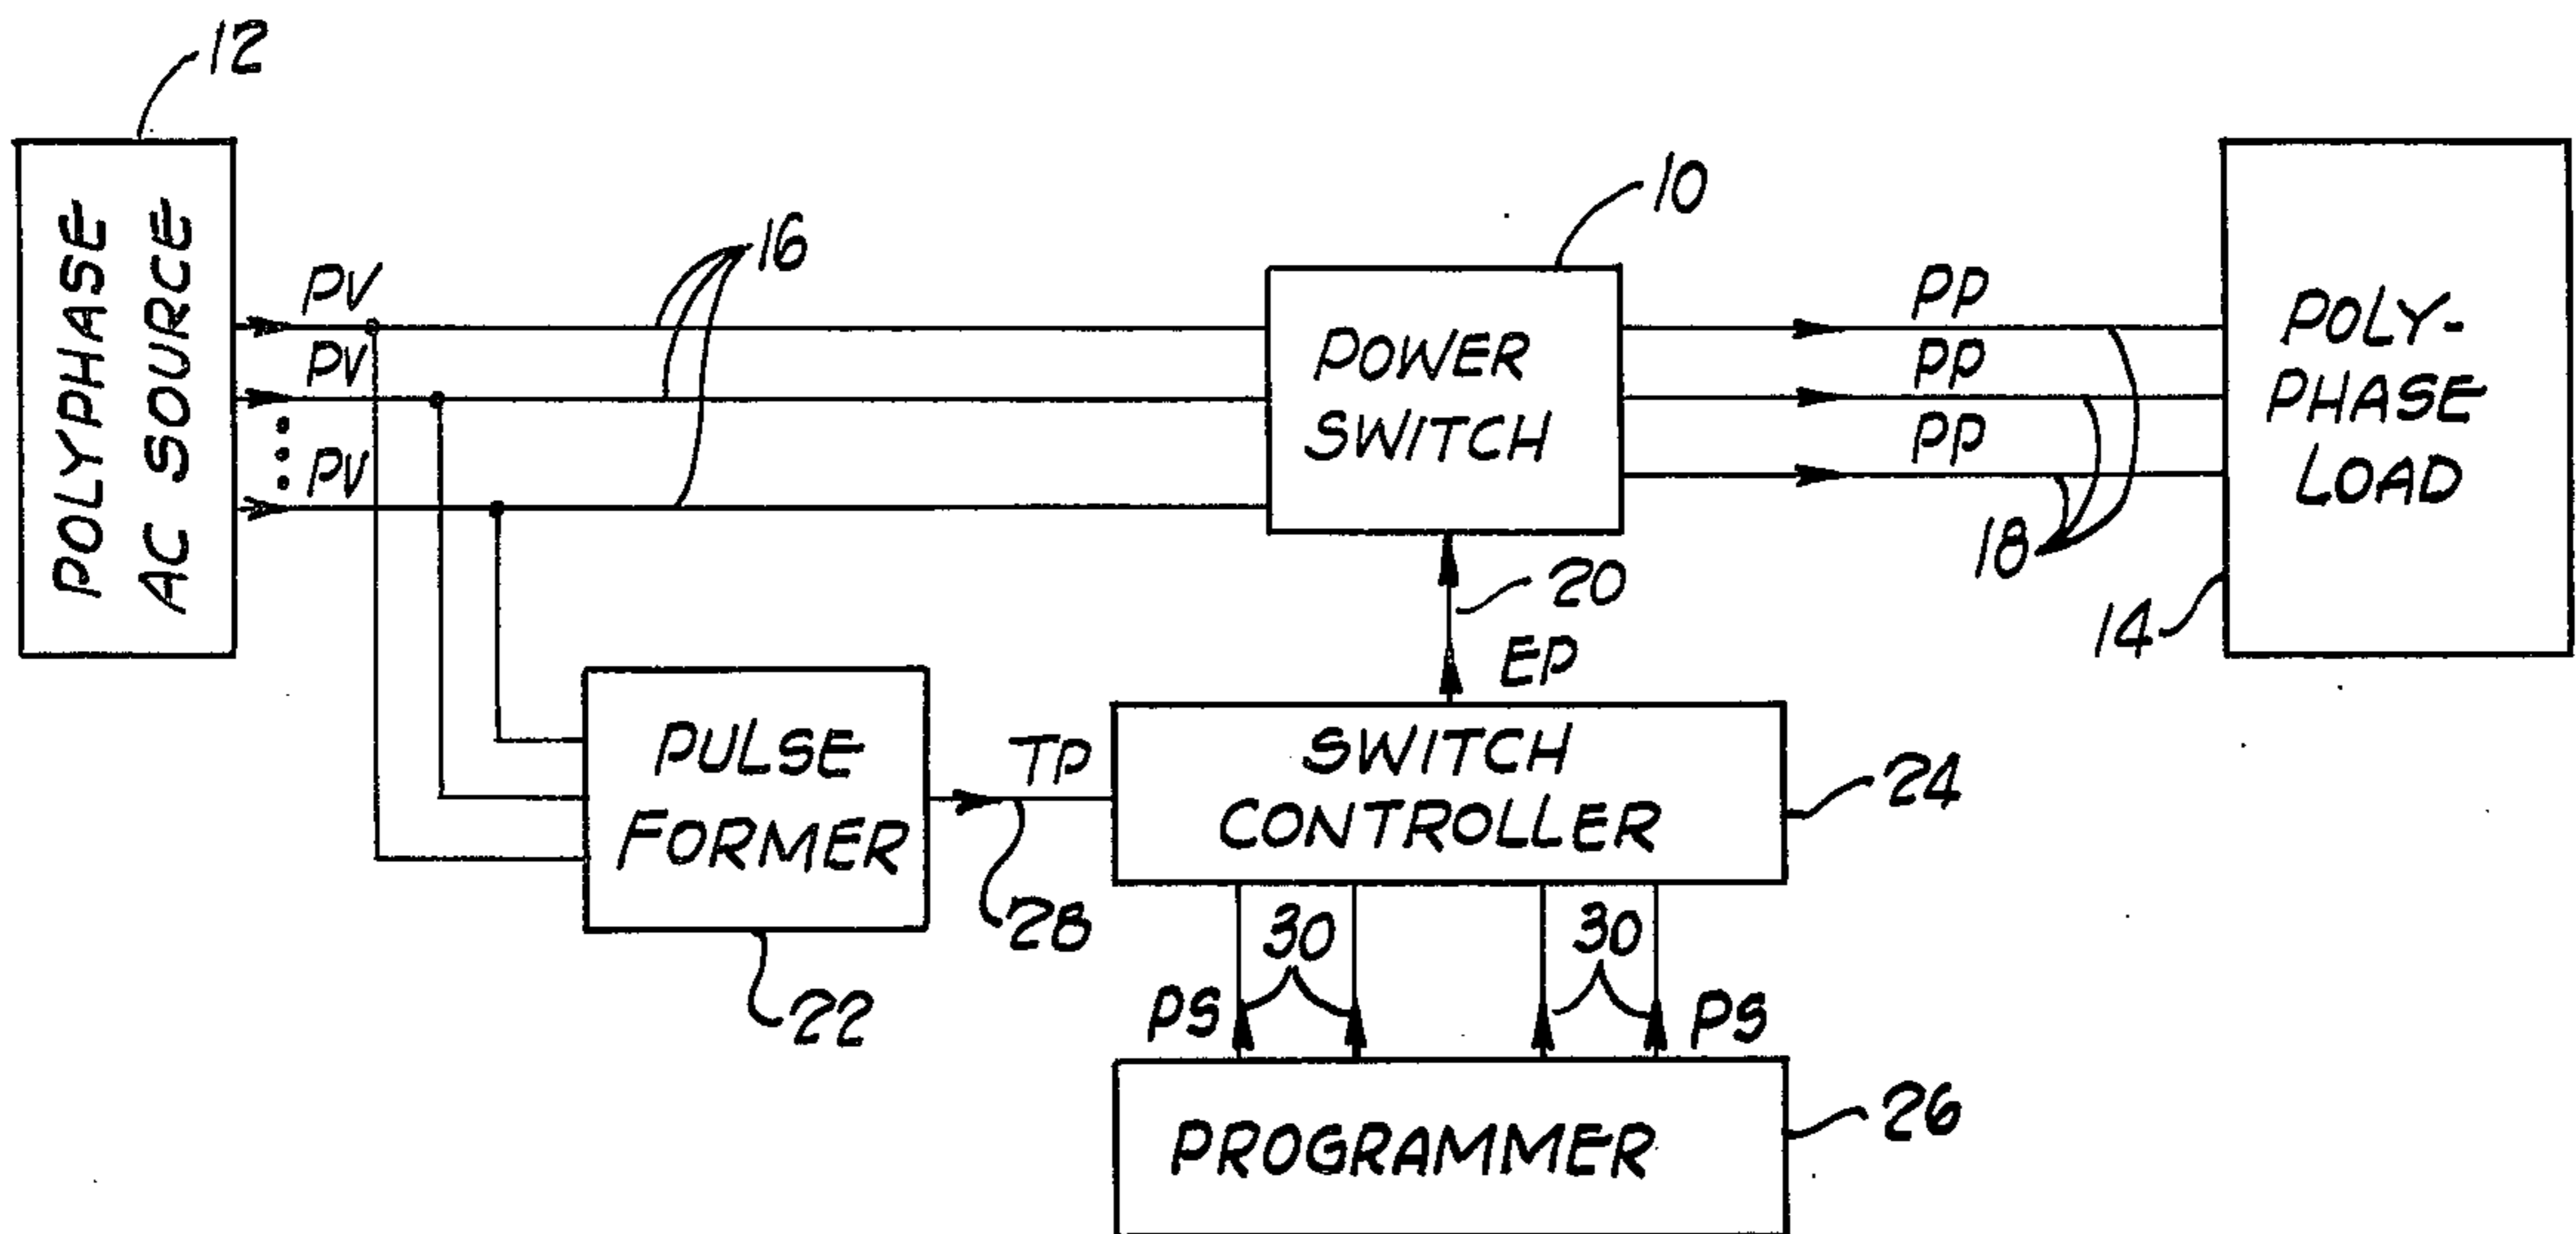 12
POLYPHASE
AC SOURCE
PV
PV
PV
16
10
POWER
SWITCH
PP
PP
PP
18
POLY-
PHASE
LOAD
14
20
EP
PULSE
FORMER
22
TP
28
SWITCH
CONTROLLER
24
30
30
PS
PS
PROGRAMMER
26